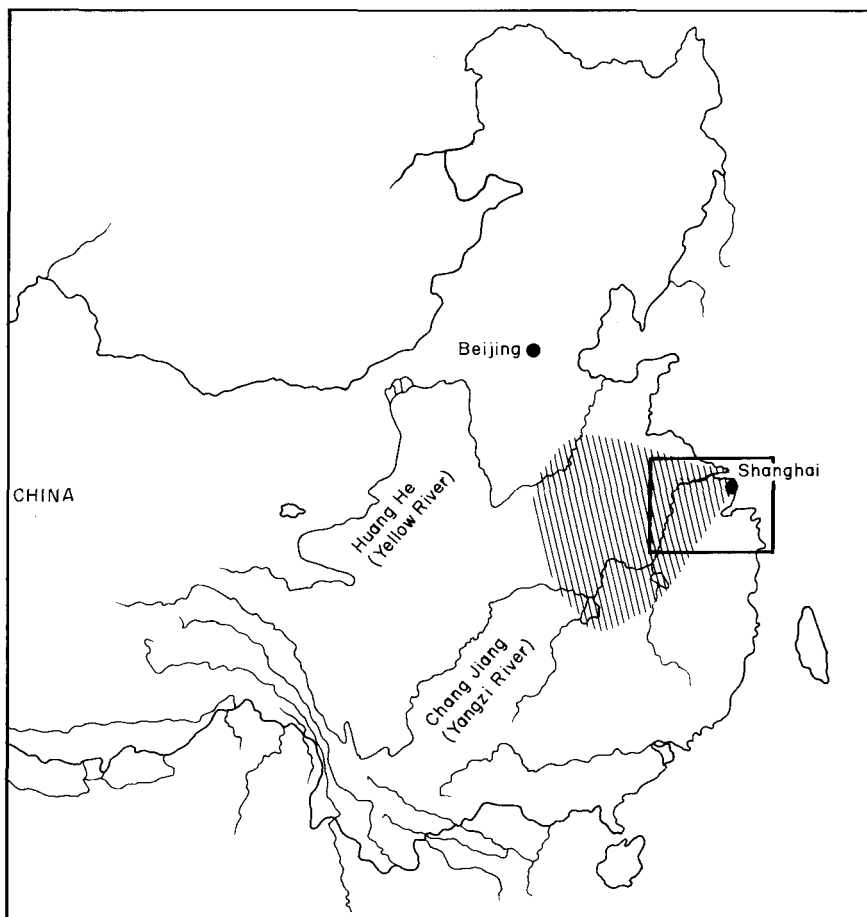 Beijing
Shanghai
CHINA
Huang He
(Yellow River)
Chang Jiang
(Yangzi River)